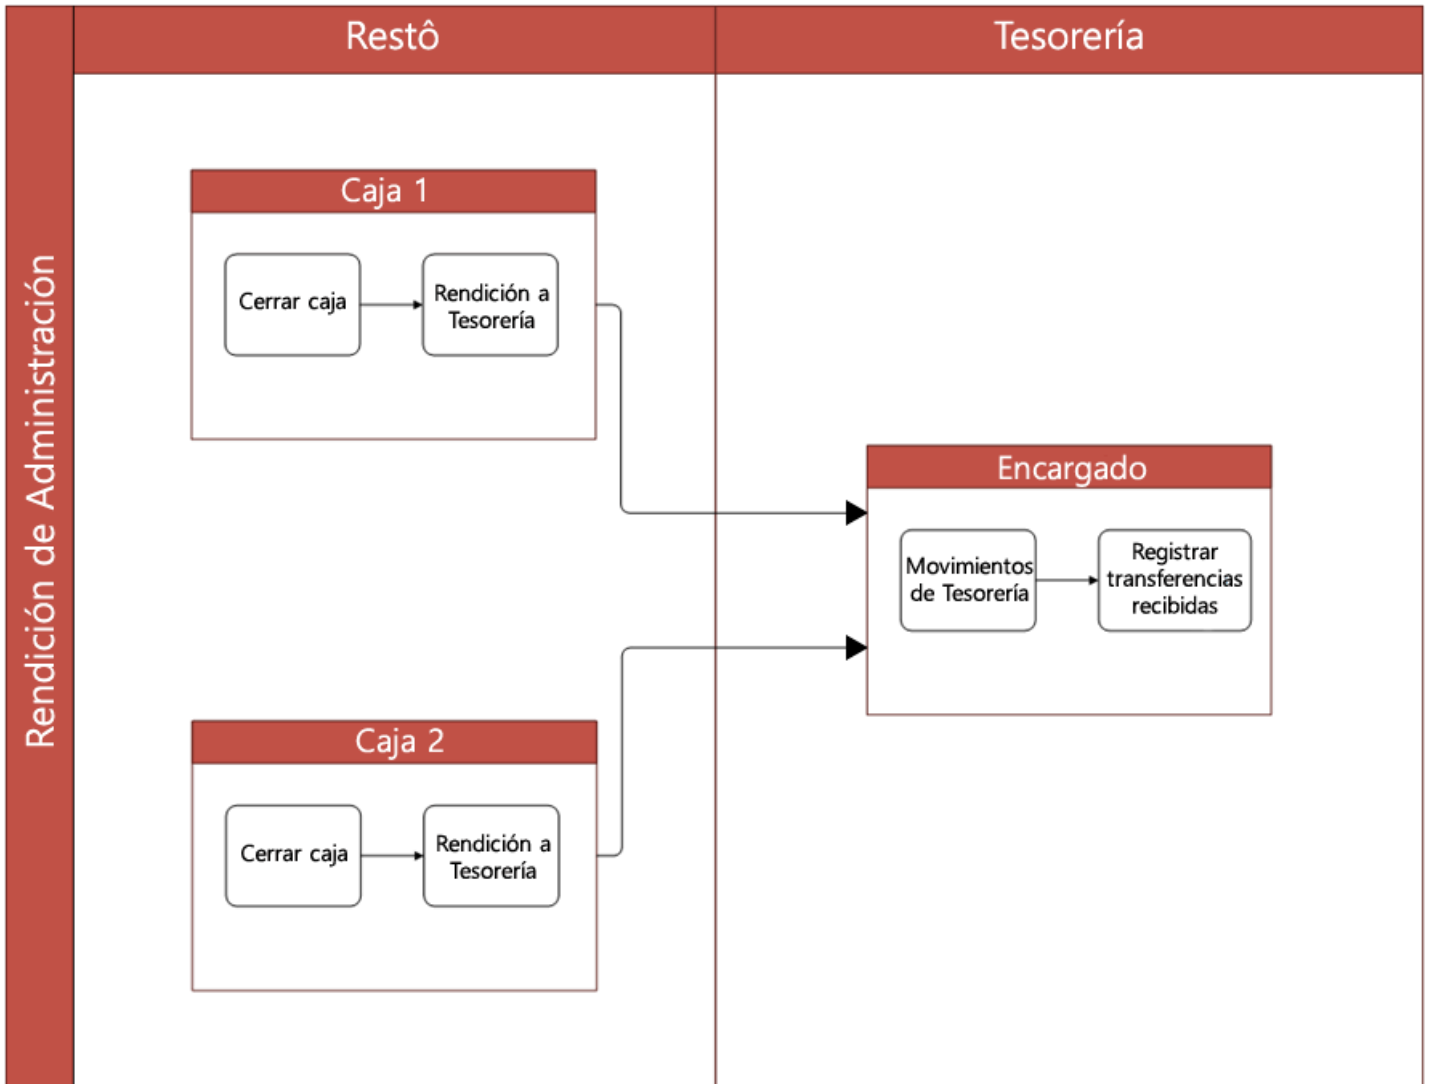 Restô
Tesorería
Rendición de Administración
Caja 1
Cerrar caja
Rendición a
Tesorería
Encargado
Movimientos
de Tesorería
Registrar
transferencias
recibidas
Caja 2
Cerrar caja
Rendición a
Tesorería